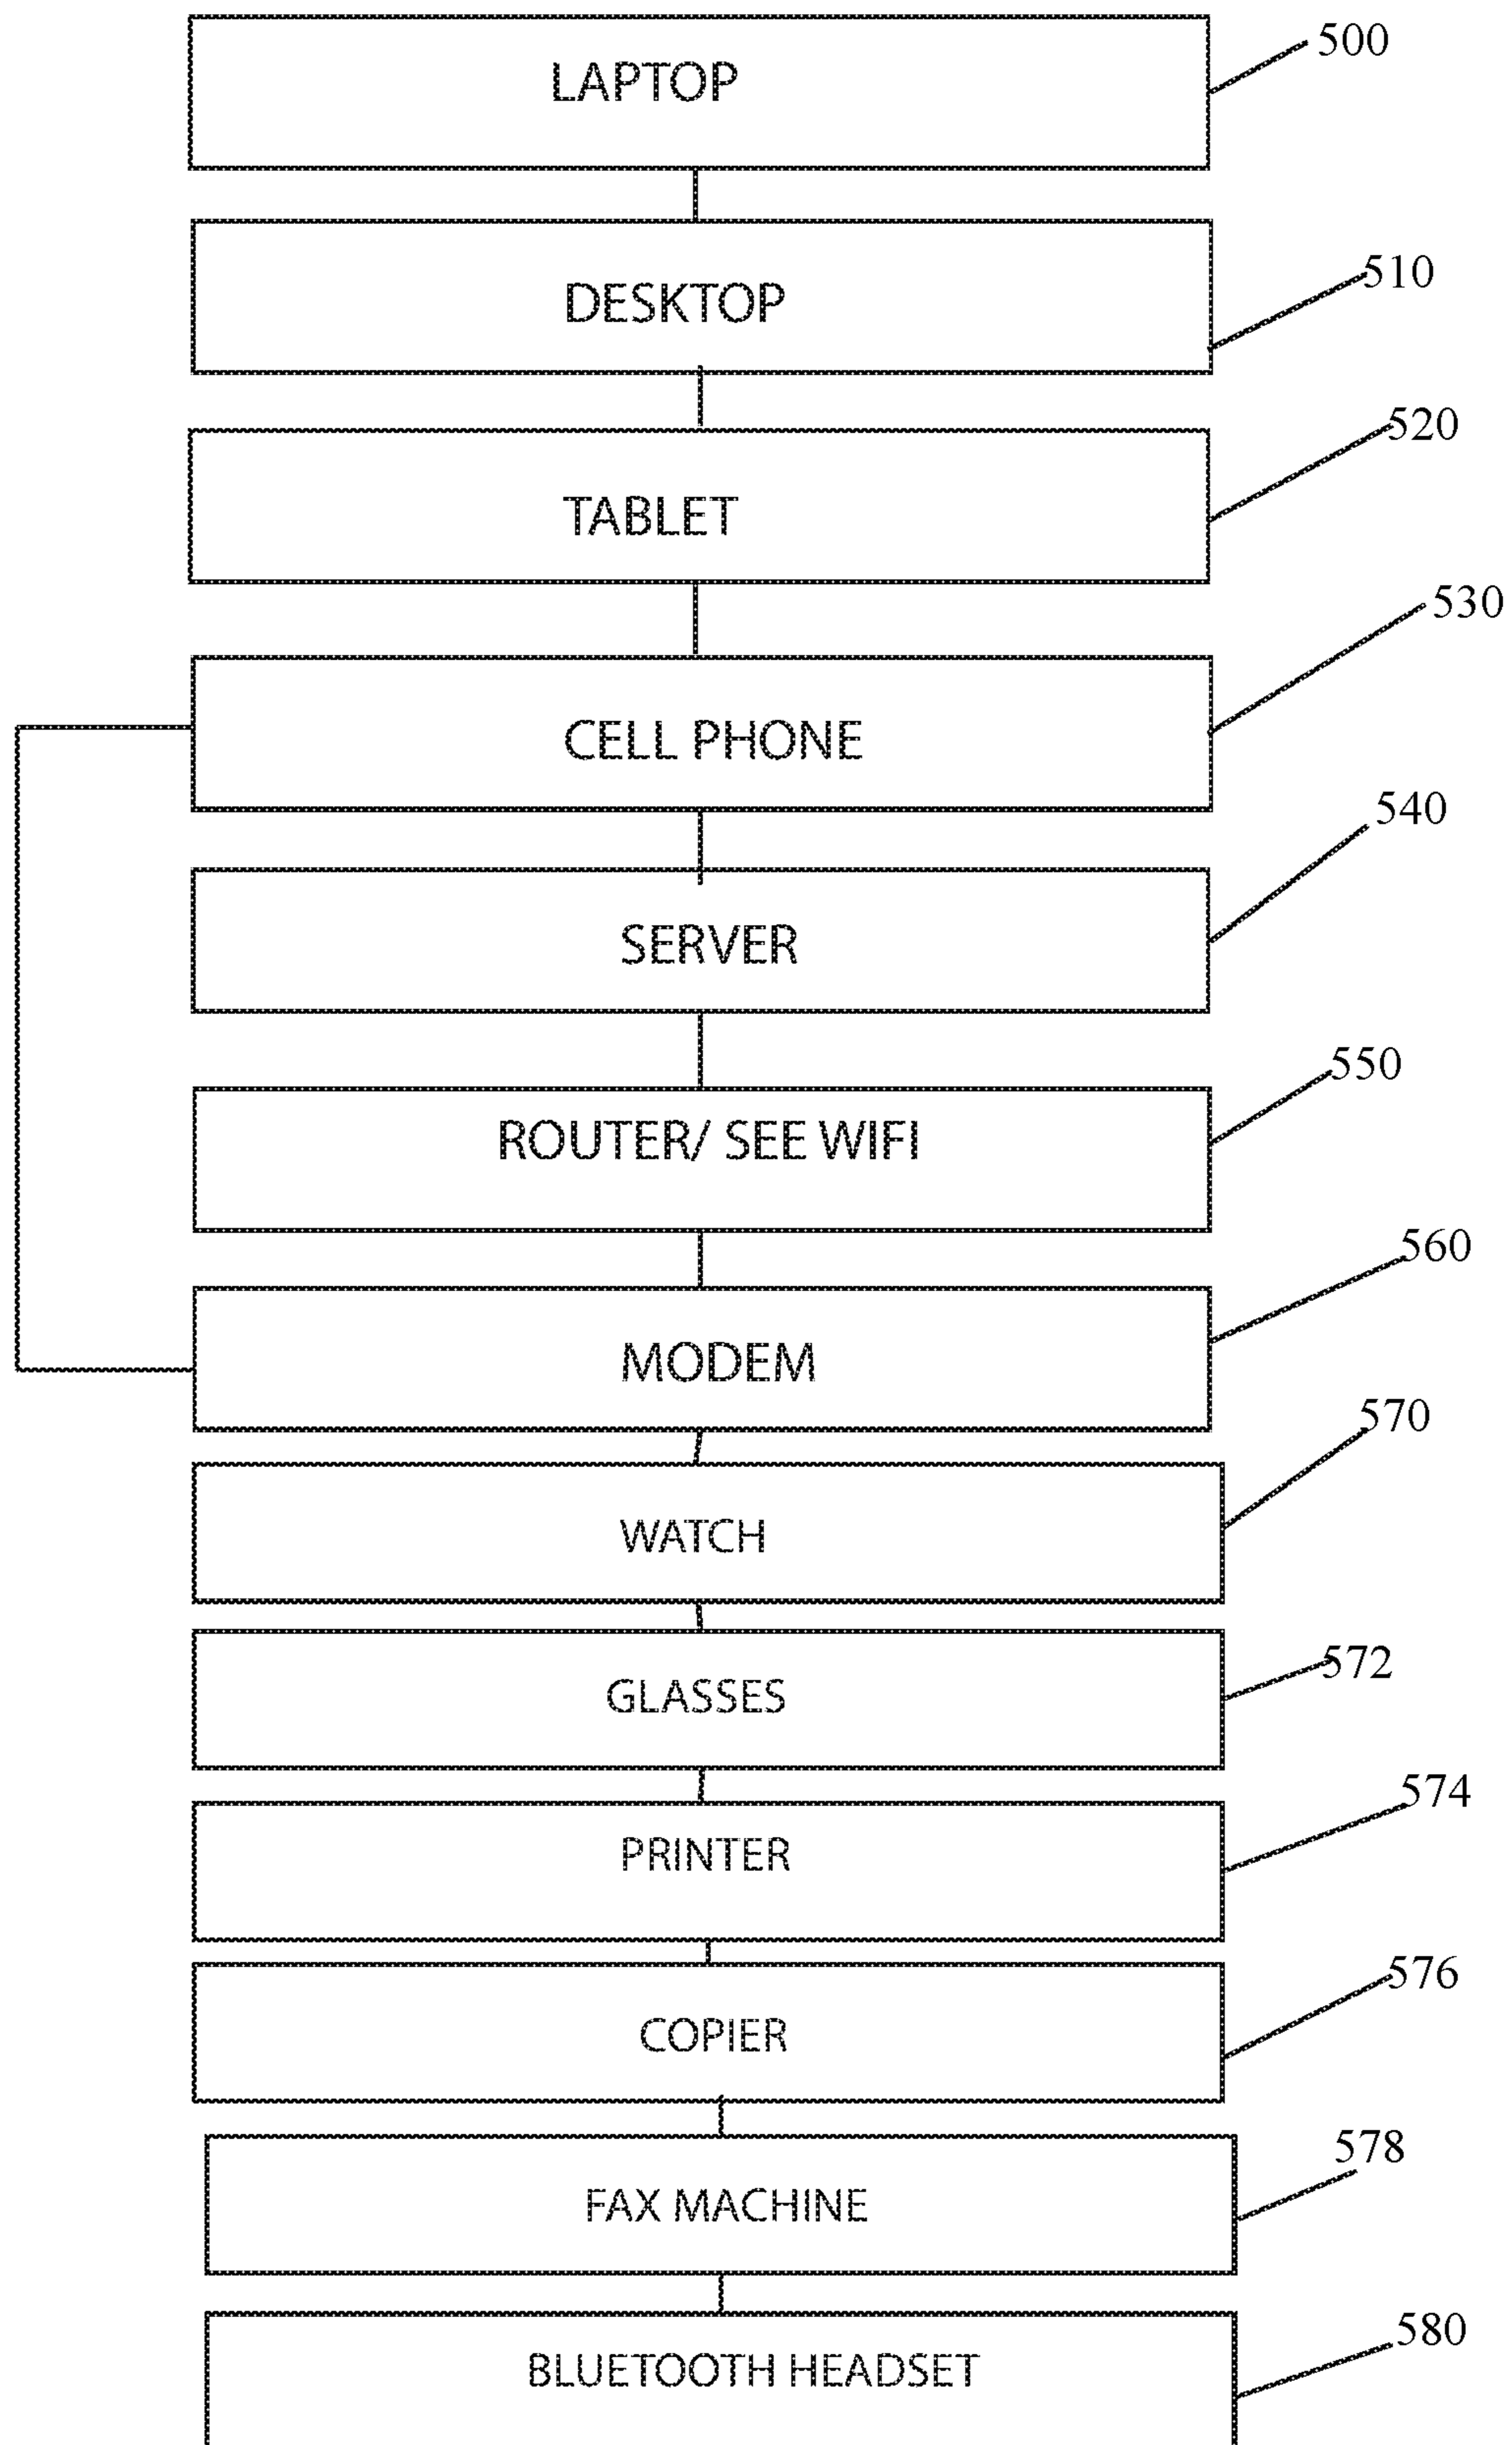 LAPTOP 500
DESKTOP 510
TABLET 520
CELL PHONE 530
SERVER 540
ROUTER/ SEE WIFI 550
MODEM 560
WATCH 570
GLASSES 572
PRINTER 574
COPIER 576
FAX MACHINE 578
BLUETOOTH HEADSET 580